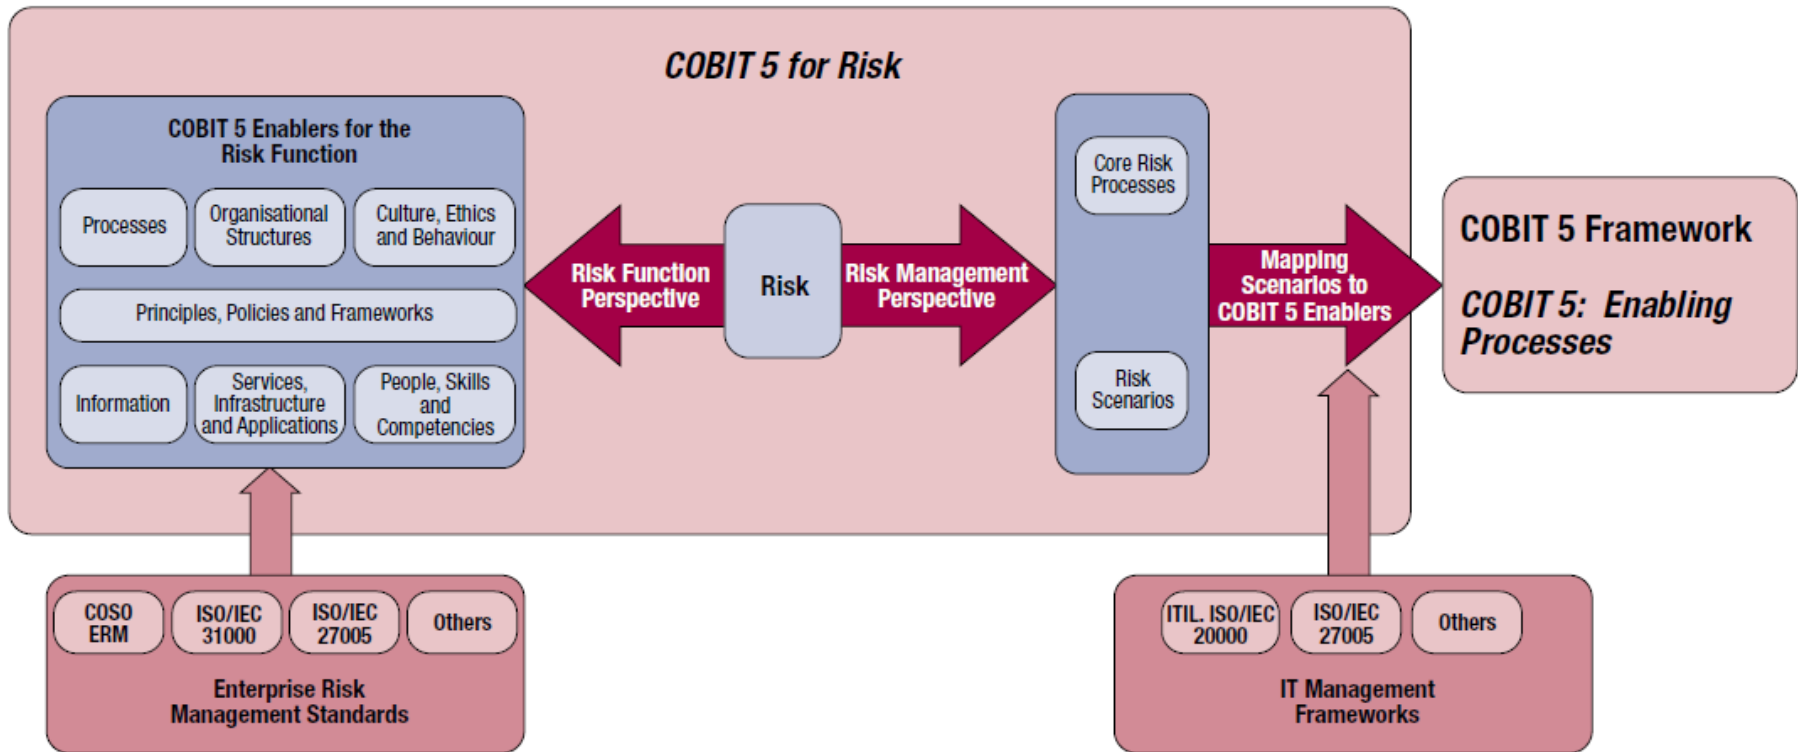 COBIT 5 for Risk
COBIT 5 Enablers for the
Risk Function
Processes
Organisational
Structures
Culture, Ethics
and Behaviour
Principles, Policies and Frameworks
Information
Services,
Infrastructure
and Applications
People, Skills
and
Competencies
Risk Function
Perspective
Risk
Risk Management
Perspective
Core Risk
Processes
Risk
Scenarios
Mapping
Scenarios to
COBIT 5 Enablers
COBIT 5 Framework
COBIT 5: Enabling
Processes
COSO
ERM
ISO/IEC
31000
ISO/IEC
27005
Others
Enterprise Risk
Management Standards
ITIL. ISO/IEC
20000
ISO/IEC
27005
Others
IT Management
Frameworks